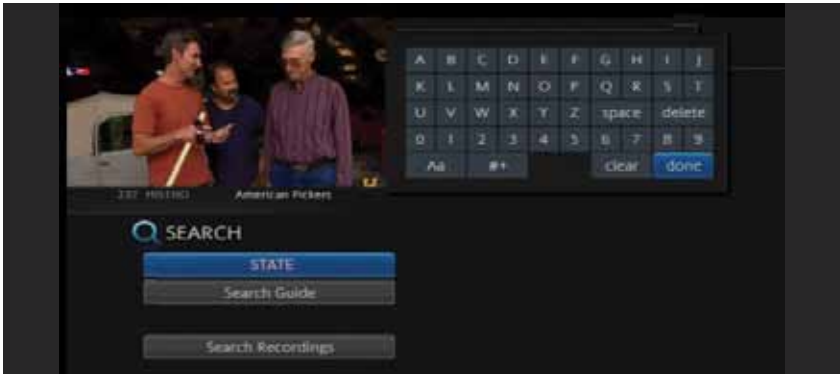 A B C D E F G H I J
K L M N O P Q R S T
U V W X Y Z space delete
0 1 2 3 4 5 6 7 8 9
Aa #+ clear done
American Pickers
SEARCH
STATE
Search Guide
Search Recordings